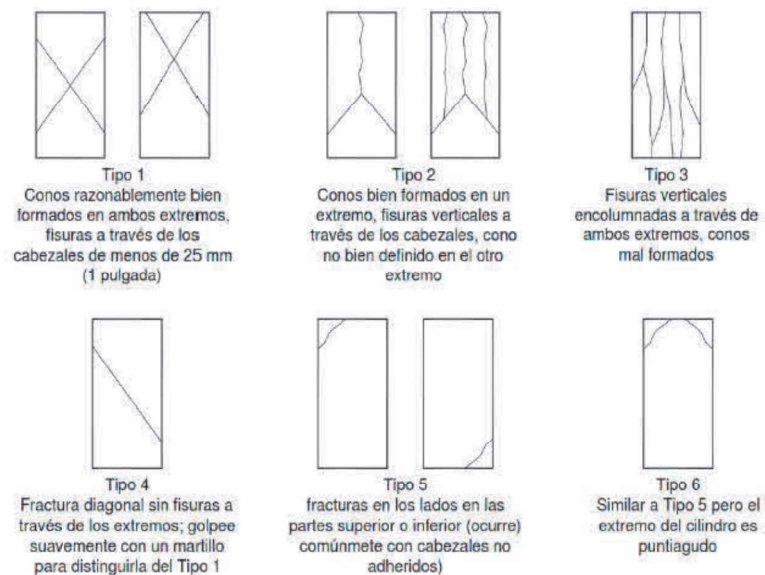 Tipo 1
Conos razonablemente bien
formados en ambos extremos,
fisuras a través de los
cabezales de menos de 25 mm
(1 pulgada)
Tipo 2
Conos bien formados en un
extremo, fisuras verticales a
través de los cabezales, cono
no bien definido en el otro
extremo
Tipo 3
Fisuras verticales
encolumnadas a través de
ambos extremos, conos
mal formados
Tipo 4
Fractura diagonal sin fisuras a
través de los extremos; golpee
suavemente con un martillo
para distinguirla del Tipo 1
Tipo 5
fracturas en los lados en las
partes superior o inferior (ocurre)
comúnmete con cabezales no
adheridos)
Tipo 6
Similar a Tipo 5 pero el
extremo del cilindro es
puntiagudo